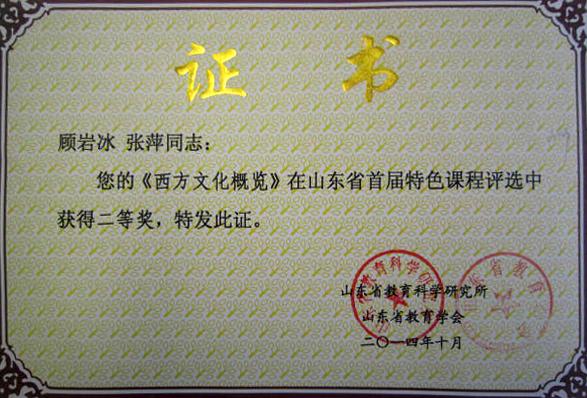 证书
顾岩冰 张萍同志：
您的《西方文化概览》在山东省首届特色课程评选中
获得二等奖，特发此证。
山东省教育科学研究所
山东省教育学会
二〇一四年十月